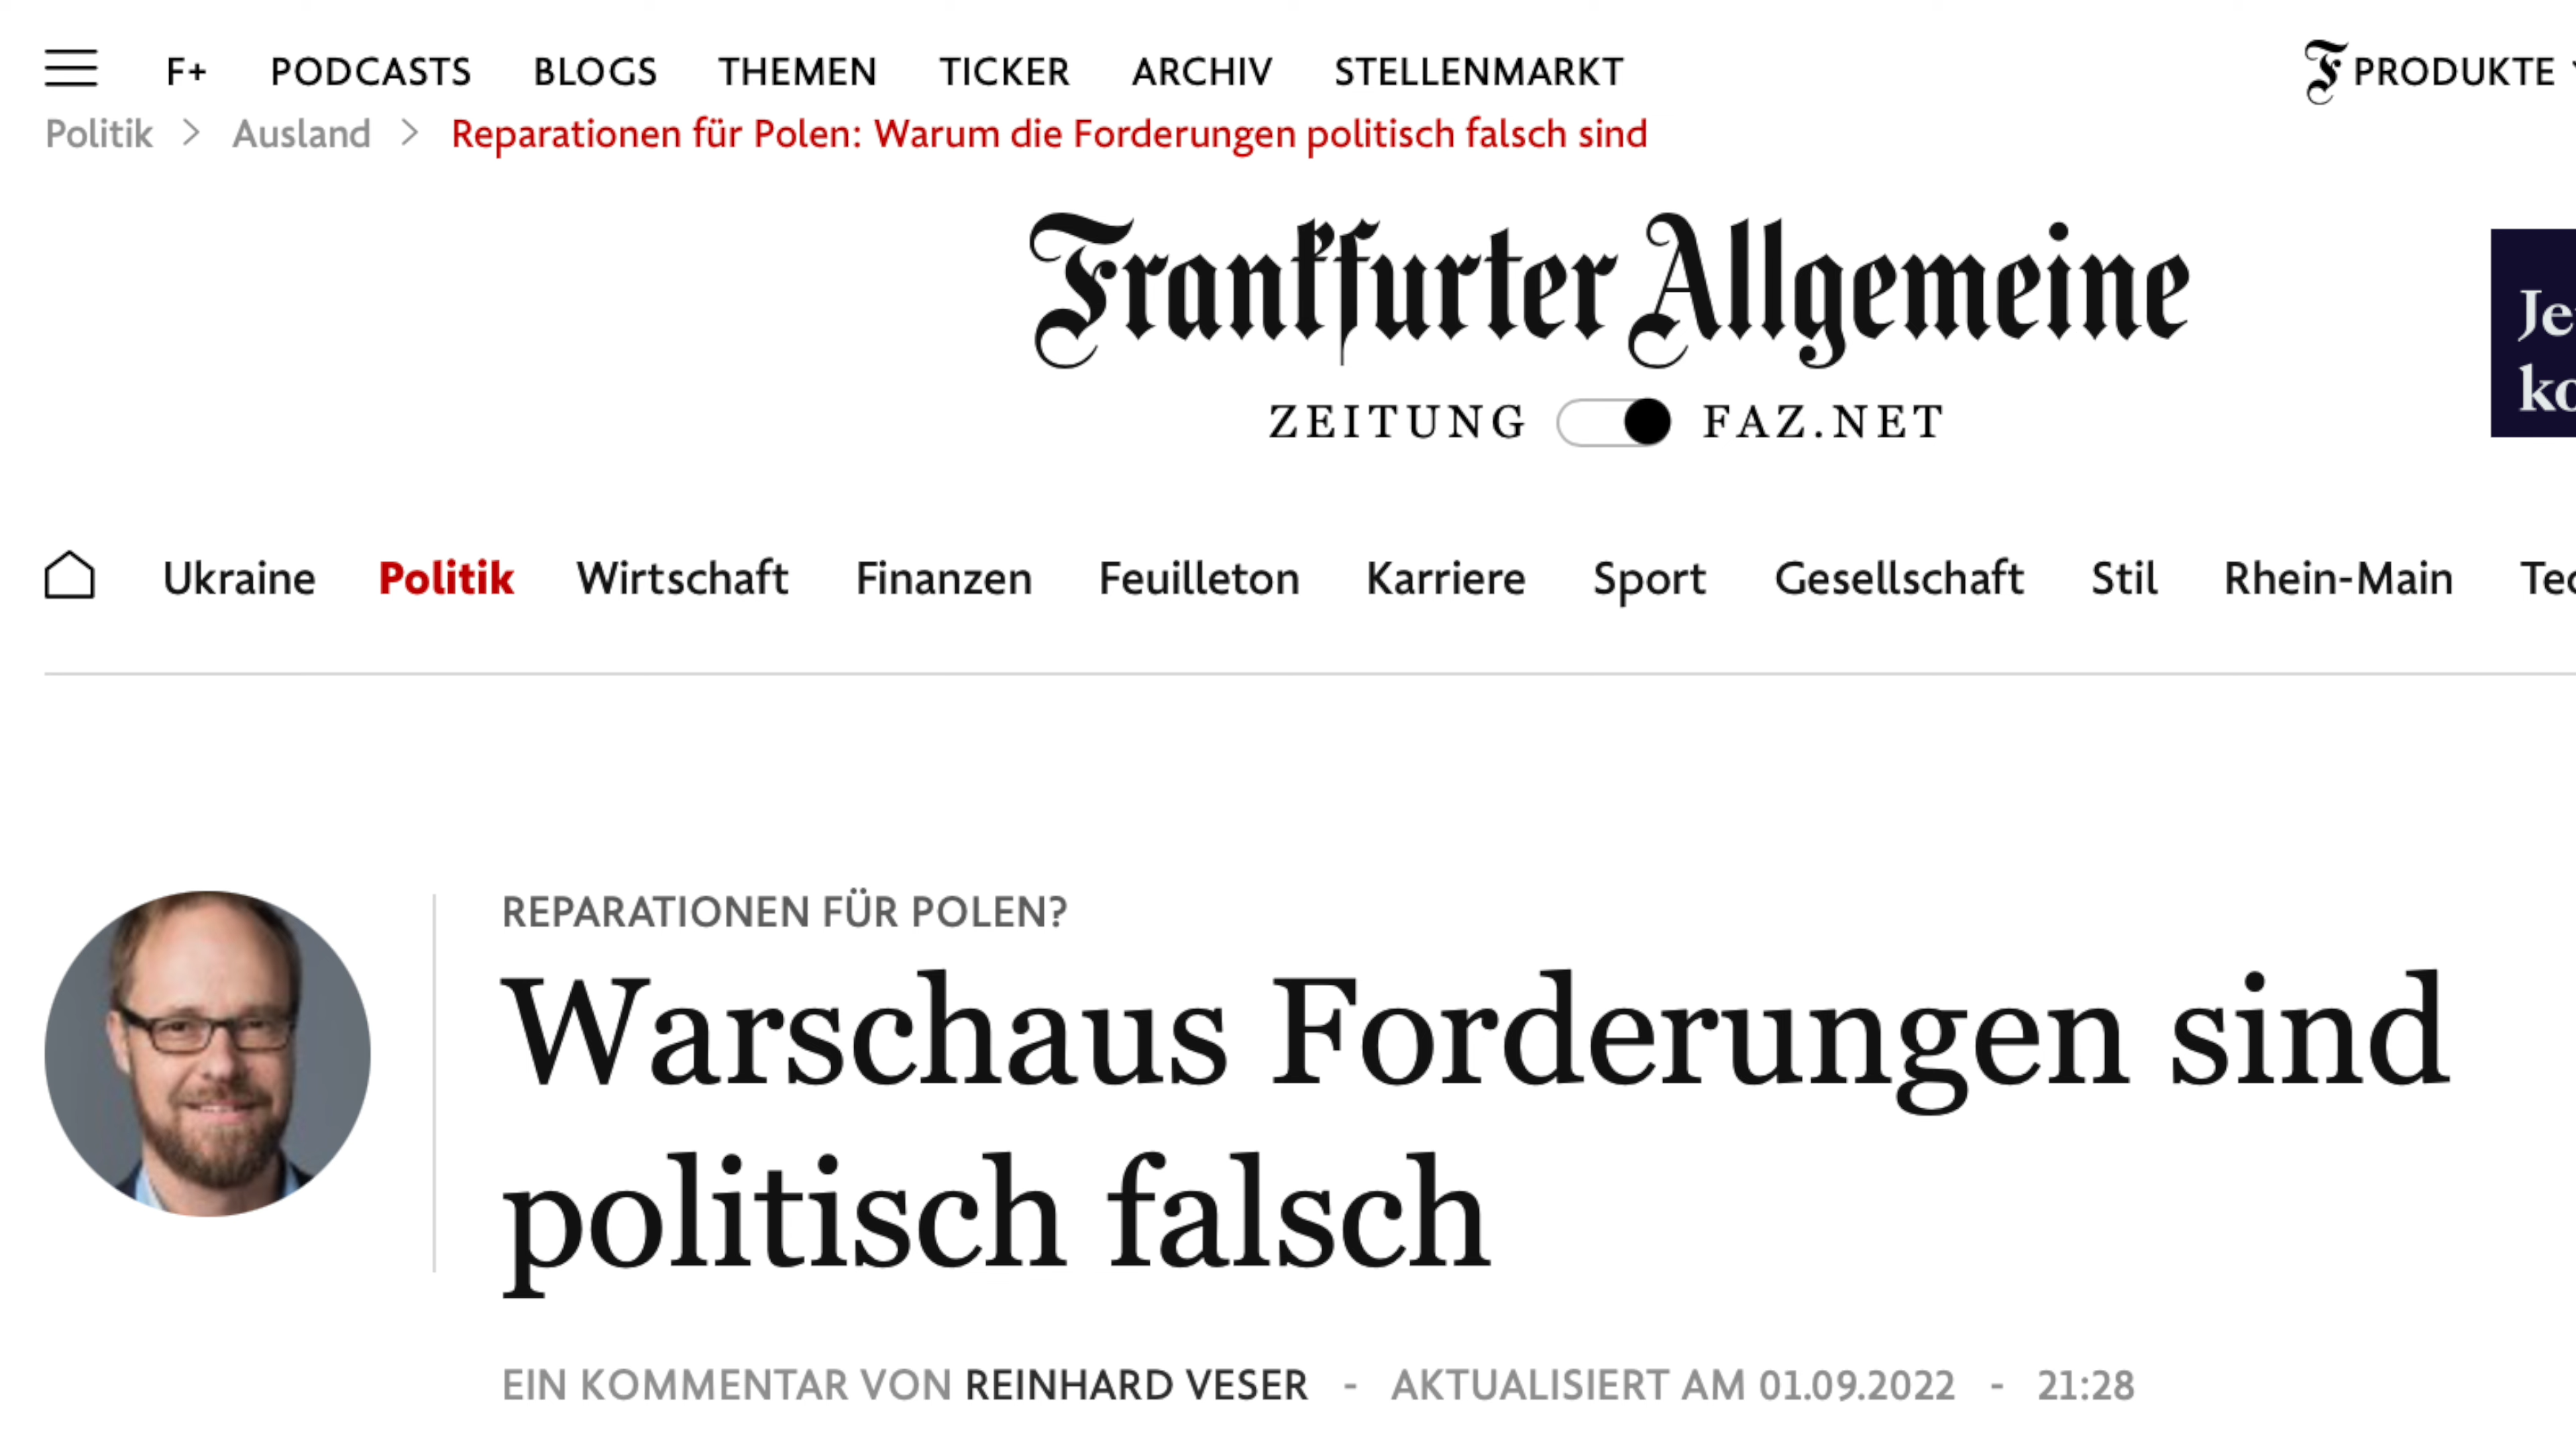 F+ PODCASTS BLOGS THEMEN TICKER ARCHIV STELLENMARKT F PRODUKTE
Politik > Ausland > Reparationen für Polen: Warum die Forderungen politisch falsch sind
Frankfurter Allgemeine
ZEITUNG FAZ.NET
Ukraine Politik Wirtschaft Finanzen Feuilleton Karriere Sport Gesellschaft Stil Rhein-Main
REPARATIONEN FÜR POLEN?
Warschaus Forderungen sind
politisch falsch
EIN KOMMENTAR VON REINHARD VESER - AKTUALISIERT AM 01.09.2022 - 21:28